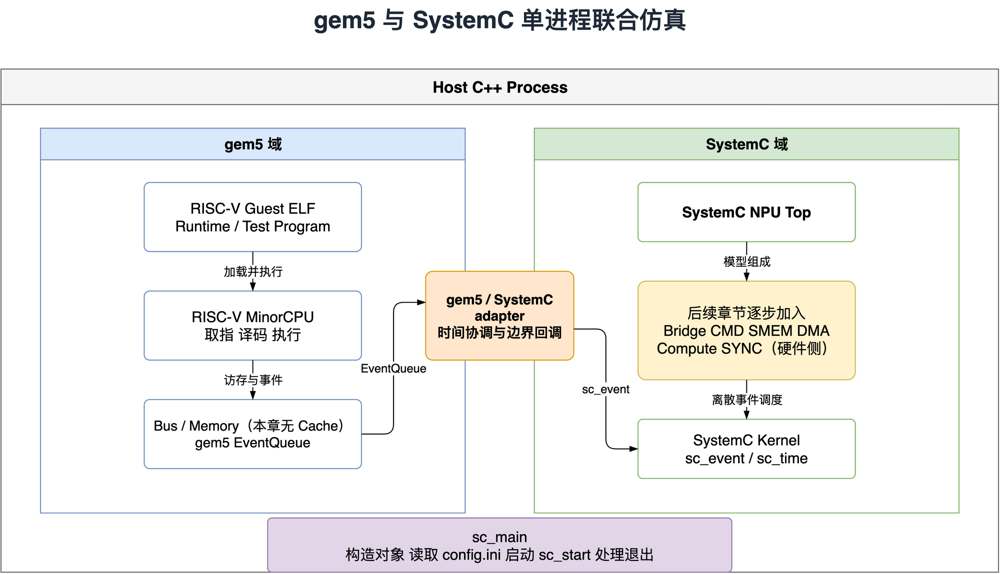 gem5 与 SystemC 单进程联合仿真
Host C++ Process
gem5 域
RISC-V Guest ELF
Runtime / Test Program
加载并执行
RISC-V MinorCPU
取指 译码 执行
访存与事件
Bus / Memory（本章无 Cache）
gem5 EventQueue
EventQueue
gem5 / SystemC
adapter
时间协调与边界回调
sc_event
SystemC 域
SystemC NPU Top
模型组成
后续章节逐步加入
Bridge CMD SMEM DMA
Compute SYNC（硬件侧）
离散事件调度
SystemC Kernel
sc_event / sc_time
sc_main
构造对象 读取 config.ini 启动 sc_start 处理退出